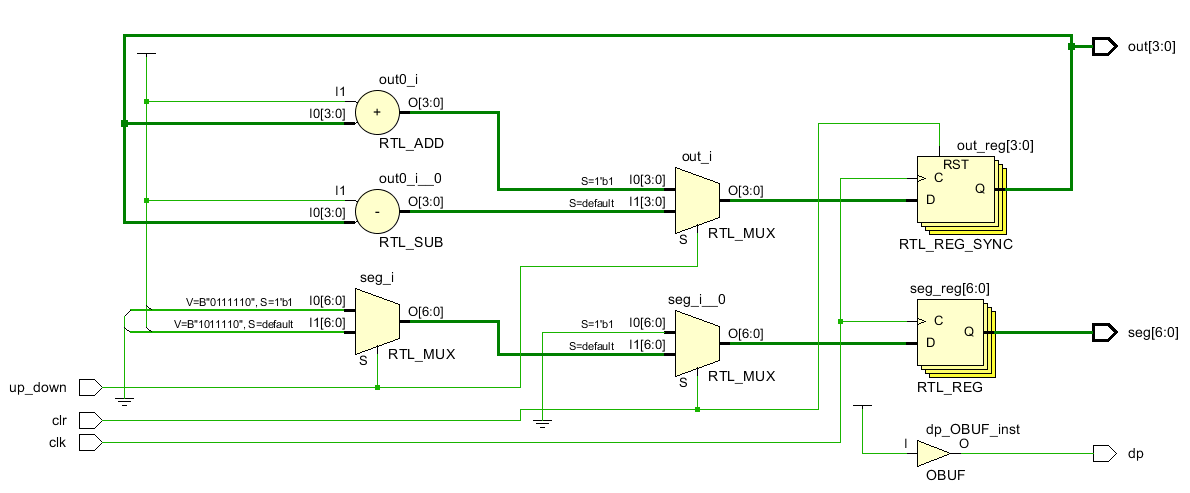 out[3:0]
out0_i
I1
O[3:0]
I0[3:0]
+
RTL_ADD
out_reg[3:0]
out_i
RST
out0_i__0
S=1'b1
I0[3:0]
O[3:0]
C
Q
I1
O[3:0]
S=default
I1[3:0]
D
I0[3:0]
-
S
RTL_MUX
RTL_SUB
RTL_REG_SYNC
seg_i
seg_reg[6:0]
V=B"0111110", S=1'b1
I0[6:0]
O[6:0]
seg_i__0
V=B"1011110", S=default
I1[6:0]
S=1'b1
I0[6:0]
O[6:0]
C
Q
seg[6:0]
S=default
I1[6:0]
D
S
RTL_MUX
S
RTL_MUX
RTL_REG
up_down
clr
clk
dp_OBUF_inst
I
O
dp
OBUF